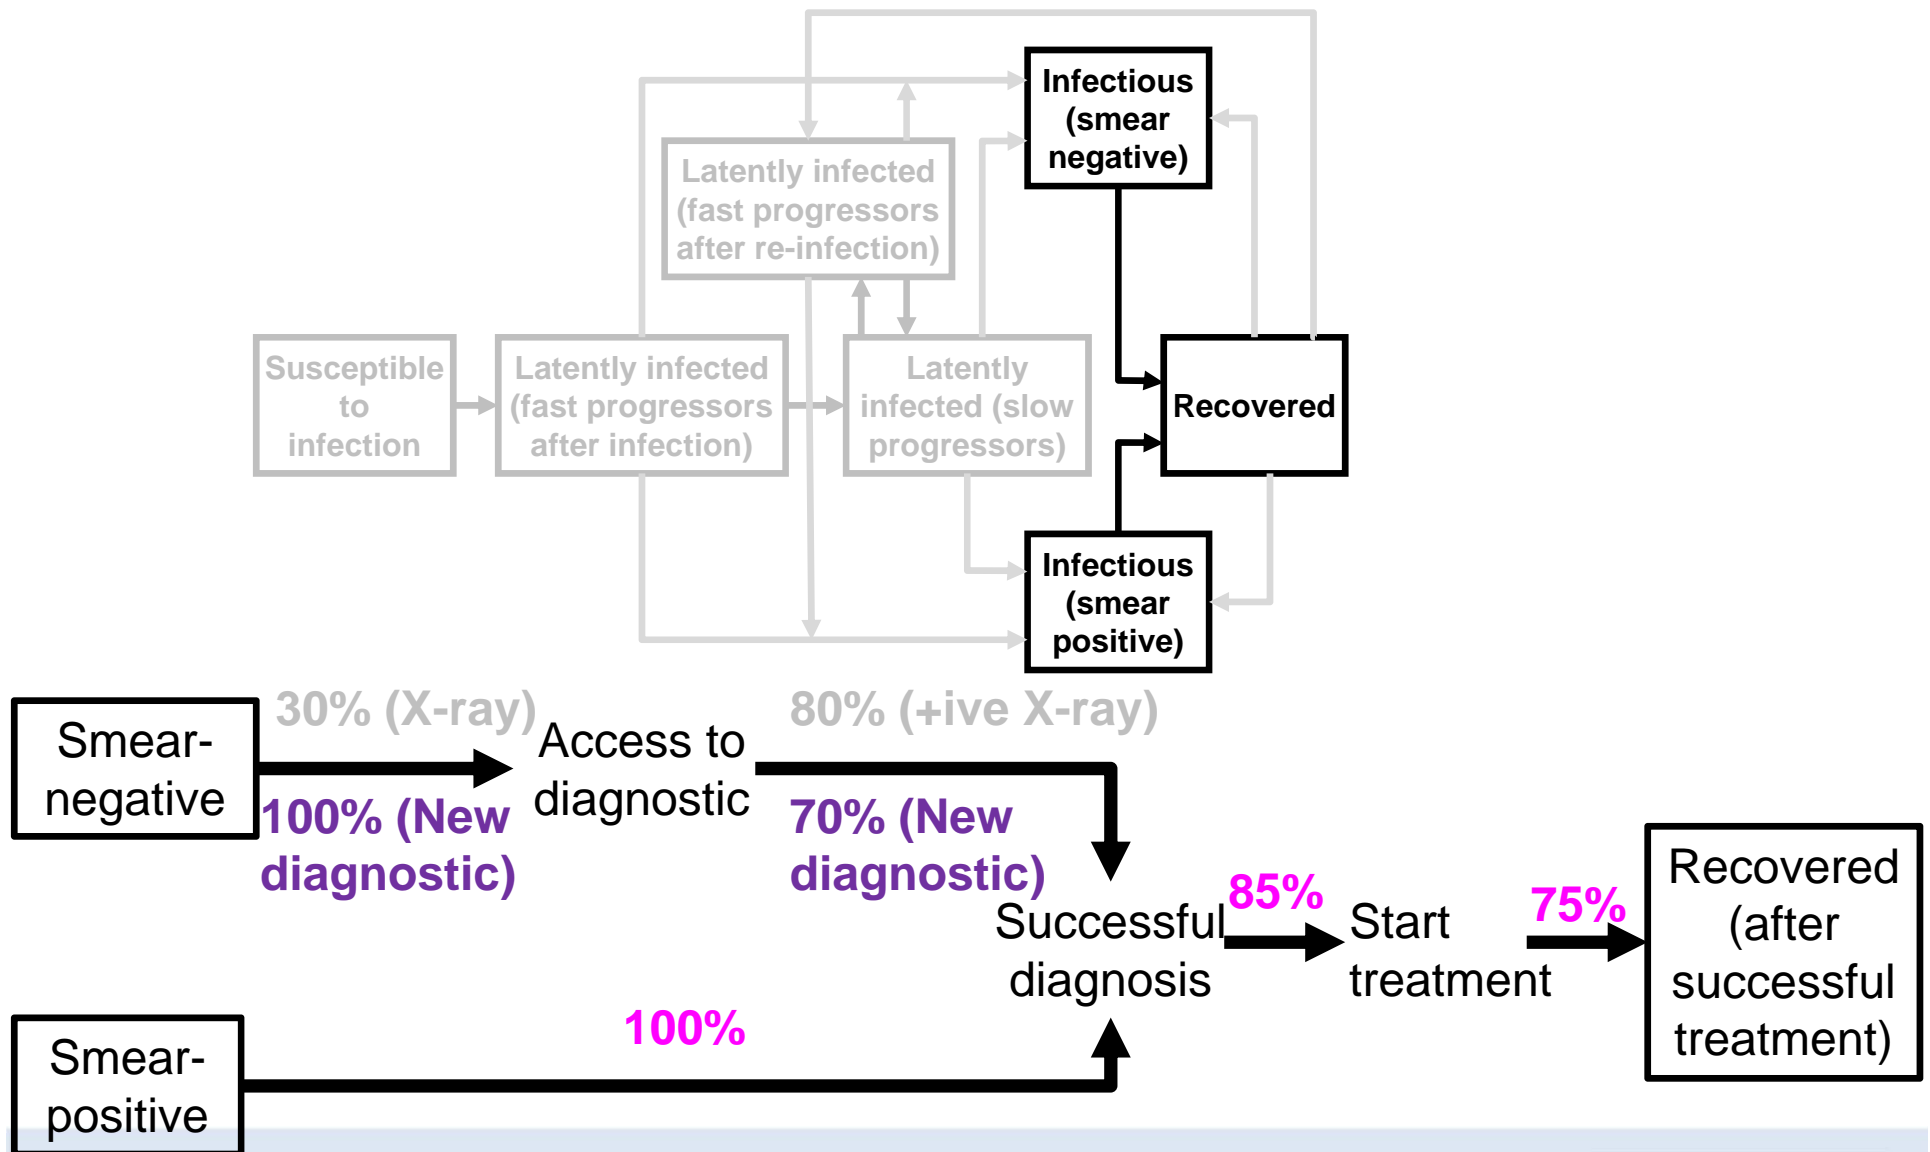 Infectious
(smear
negative)
Latently infected
(fast progressors
after re-infection)
Susceptible
to
infection
Latently infected
(fast progressors
after infection)
Latently
infected (slow
progressors)
Recovered
Infectious
(smear
positive)
30% (X-ray)
80% (+ive X-ray)
Smear-
negative
Access to
diagnostic
100% (New
diagnostic)
70% (New
diagnostic)
Successful
diagnosis
85%
Start
treatment
75%
Recovered
(after
successful
treatment)
100%
Smear-
positive